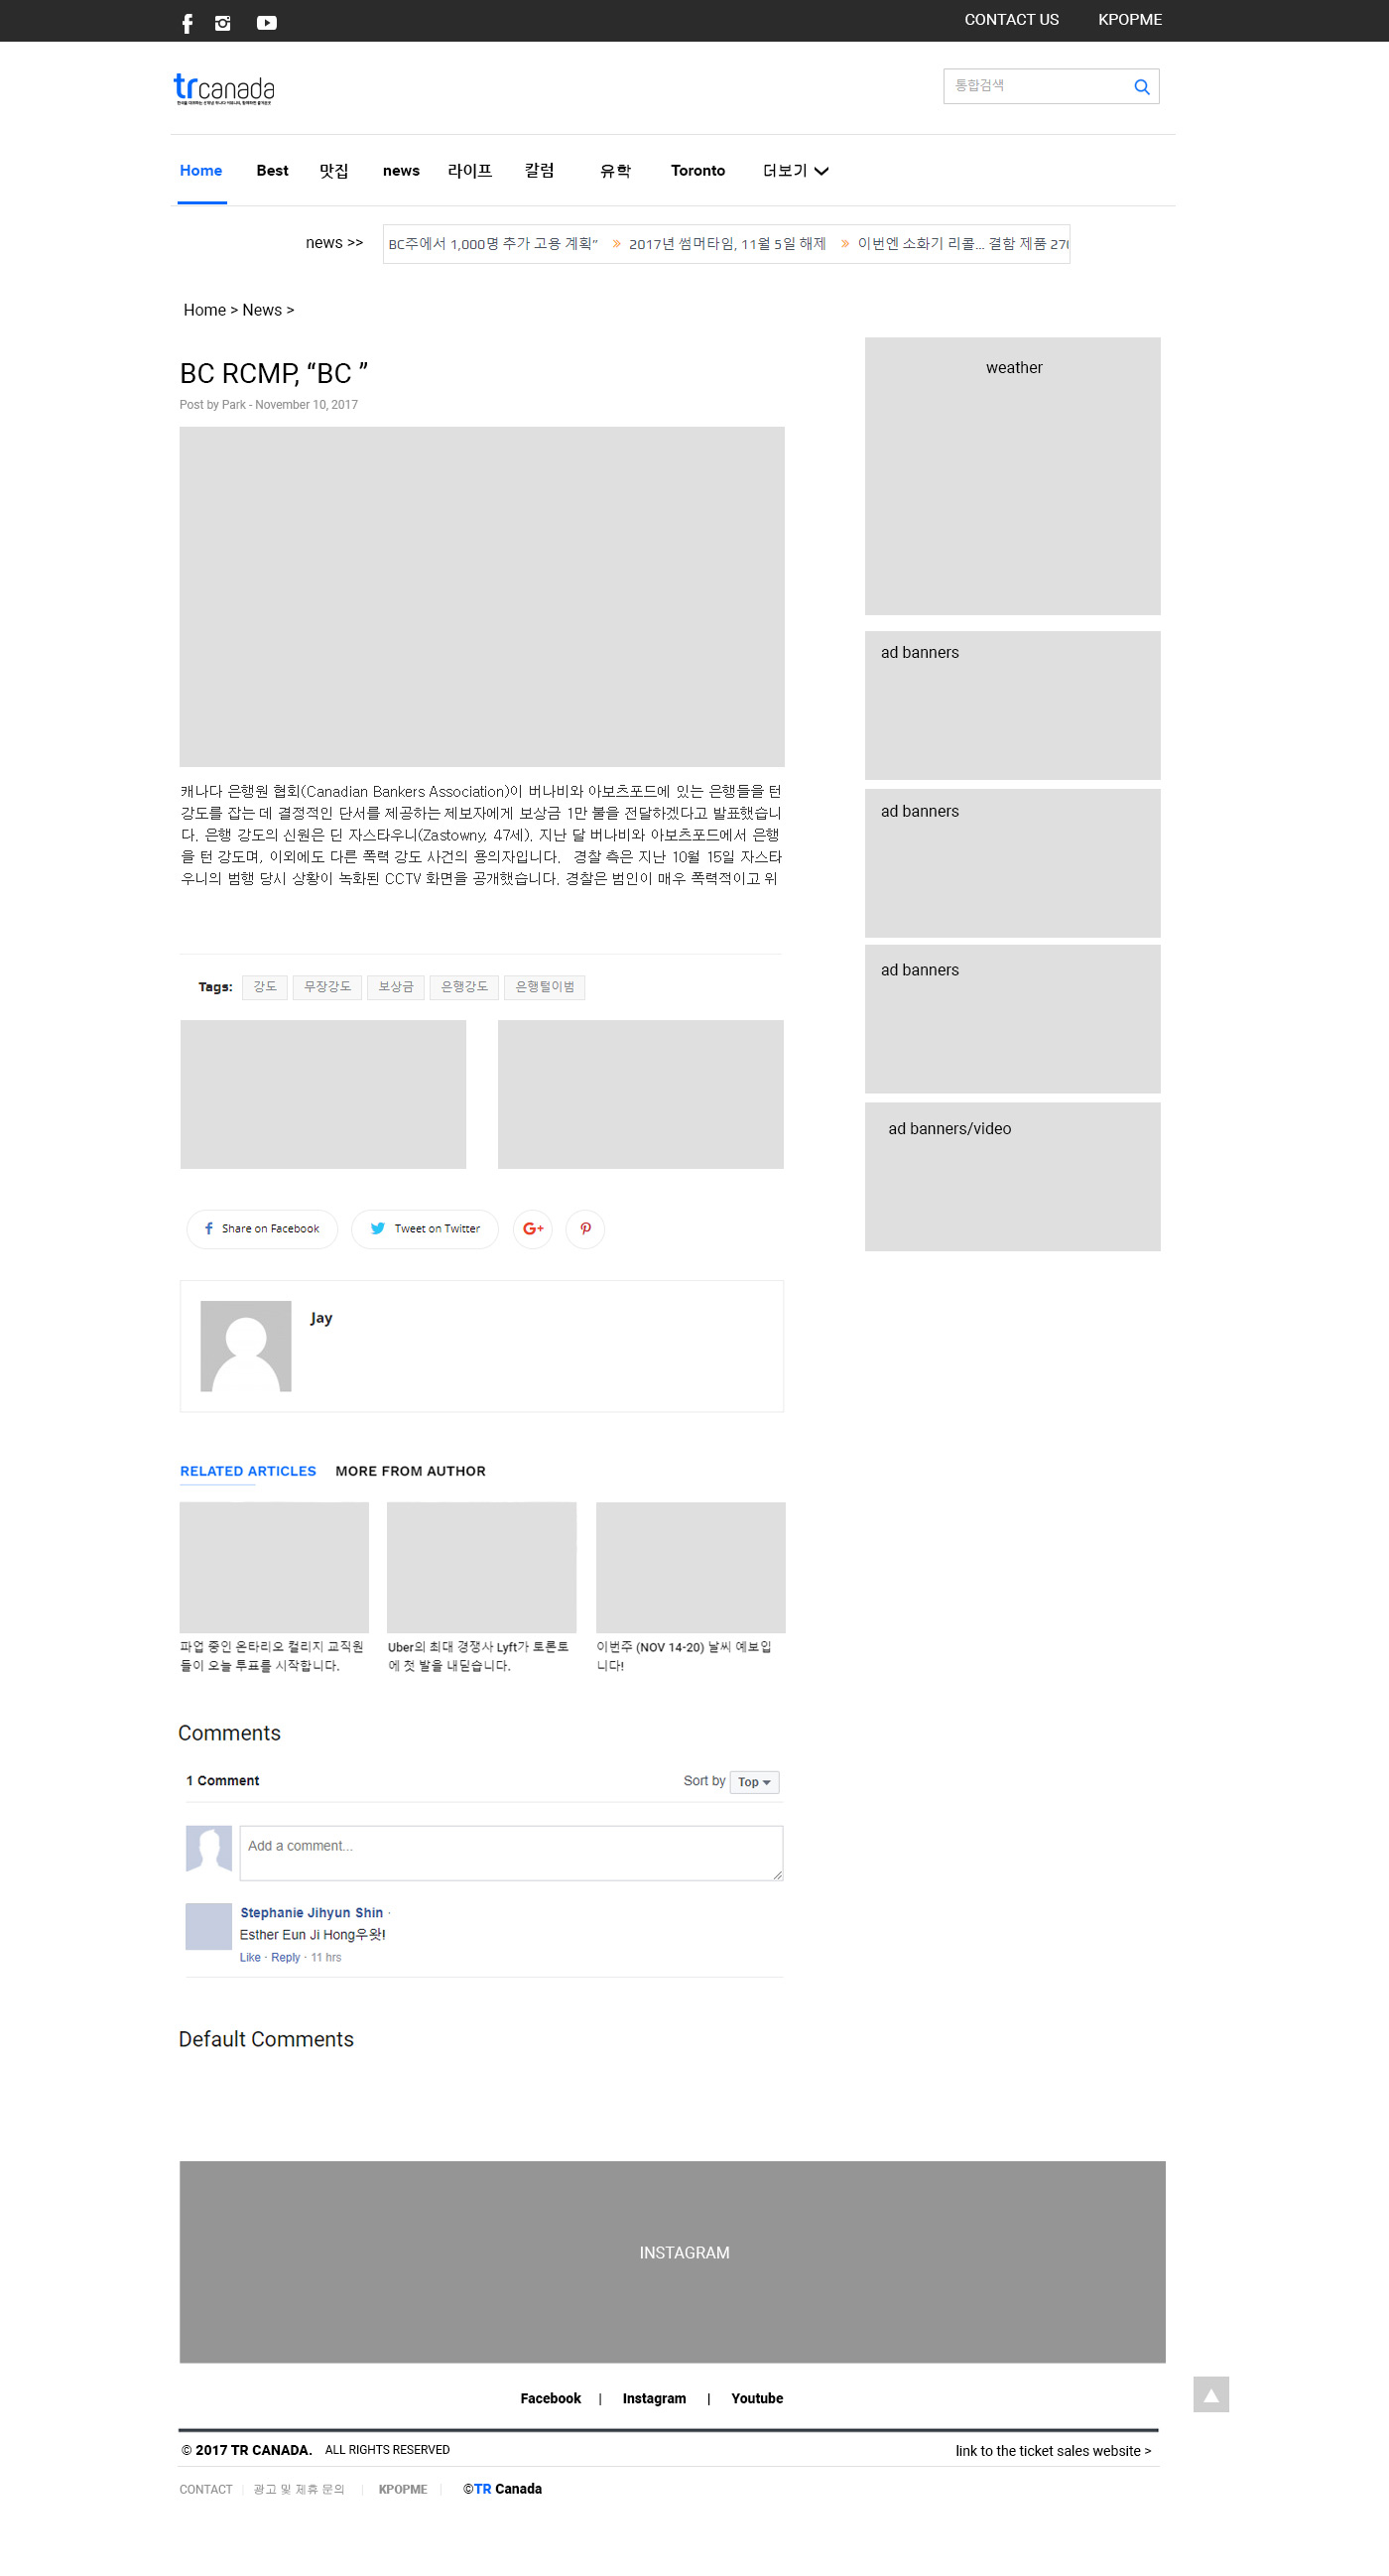 CONTACT US KPOPME
trcanada
통합검색
Home Best 맛집 news 라이프 칼럼 유학 Toronto 더보기
news >> BC주에서 1,000명 추가 고용 계획” » 2017년 썸머타임, 11월 5일 해제 » 이번엔 소화기 리콜... 결함 제품 270
Home > News >
BC RCMP, “BC ”
Post by Park - November 10, 2017
weather
ad banners
캐나다 은행원 협회(Canadian Bankers Association)이 버나비와 아보츠포드에 있는 은행들을 턴
강도를 잡는 데 결정적인 단서를 제공하는 제보자에게 보상금 1만 불을 전달하겠다고 발표했습니
다. 은행 강도의 신원은 딘 자스타우니(Zastowny, 47세). 지난 달 버나비와 아보츠포드에서 은행
을 턴 강도며, 이외에도 다른 폭력 강도 사건의 용의자입니다. 경찰 측은 지난 10월 15일 자스타
우니의 범행 당시 상황이 녹화된 CCTV 화면을 공개했습니다. 경찰은 범인이 매우 폭력적이고 위
ad banners
ad banners
Tags: 강도 무장강도 보상금 은행강도 은행털이범
ad banners/video
Share on Facebook Tweet on Twitter G+
Jay
RELATED ARTICLES MORE FROM AUTHOR
파업 중인 온타리오 컬리지 교직원
들이 오늘 투표를 시작합니다.
Uber의 최대 경쟁사 Lyft가 토론토
에 첫 발을 내딛습니다.
이번주 (NOV 14-20) 날씨 예보입
니다!
Comments
1 Comment Sort by Top
Add a comment...
Stephanie Jihyun Shin ·
Esther Eun Ji Hong우왓!
Like · Reply · 11 hrs
Default Comments
INSTAGRAM
Facebook | Instagram | Youtube
© 2017 TR CANADA. ALL RIGHTS RESERVED link to the ticket sales website >
CONTACT | 광고 및 제휴 문의 | KPOPME | ©TR Canada